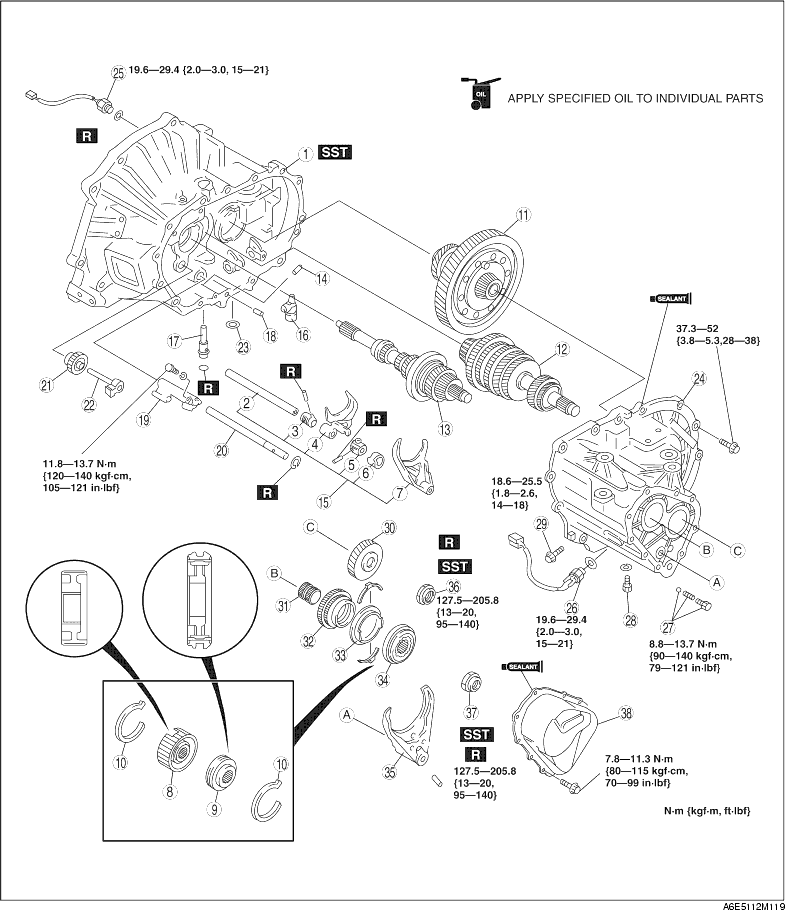 25 19.6—29.4 {2.0—3.0, 15—21}
OIL
APPLY SPECIFIED OIL TO INDIVIDUAL PARTS
R
1 SST
11
14
SEALANT
16
18
37.3—52
{3.8—5.3,28—38}
17
23
12
24
21
R
R
22
2
19
R
13
20
3
4
11.8—13.7 N·m
{120—140 kgf·cm,
105—121 in·lbf}
5
6
R
7
15
18.6—25.5
{1.8—2.6,
14—18}
C
30
29
B
C
R
A
B
SST
36
31
127.5—205.8
{13—20,
95—140}
26
28
27
32
19.6—29.4
{2.0—3.0,
15—21}
33
8.8—13.7 N·m
{90—140 kgf·cm,
79—121 in·lbf}
34
SEALANT
37
A
38
SST
R
10
35
127.5—205.8
{13—20,
95—140}
7.8—11.3 N·m
{80—115 kgf·cm,
70—99 in·lbf}
10
8
9
N·m {kgf·m, ft·lbf}
A6E5112M119